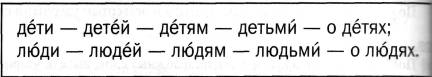 де́ти — дете́й — де́тям — детьми́ — о де́тях;
лю́ди — люде́й — лю́дям — людьми́ — о лю́дях.